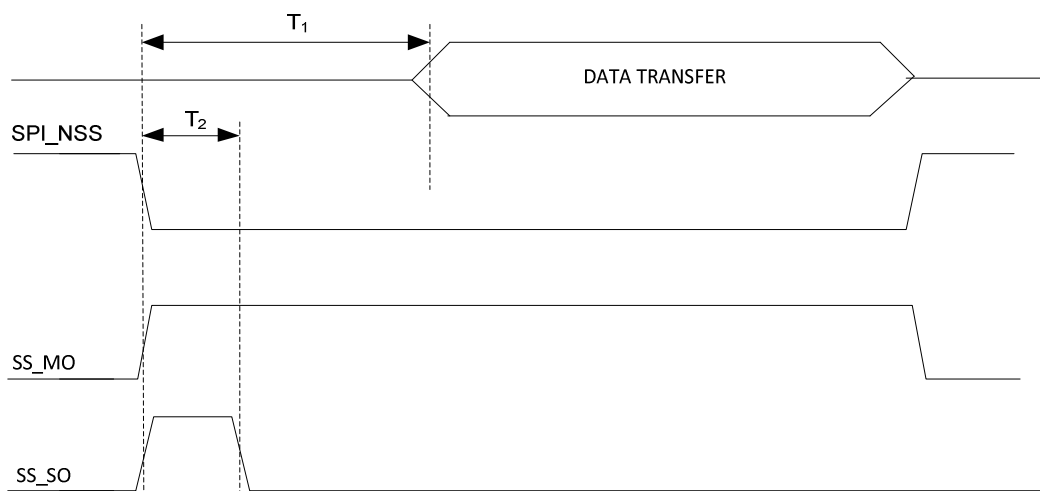 T₁
DATA TRANSFER
T₂
SPI_NSS
SS_MO
SS_SO